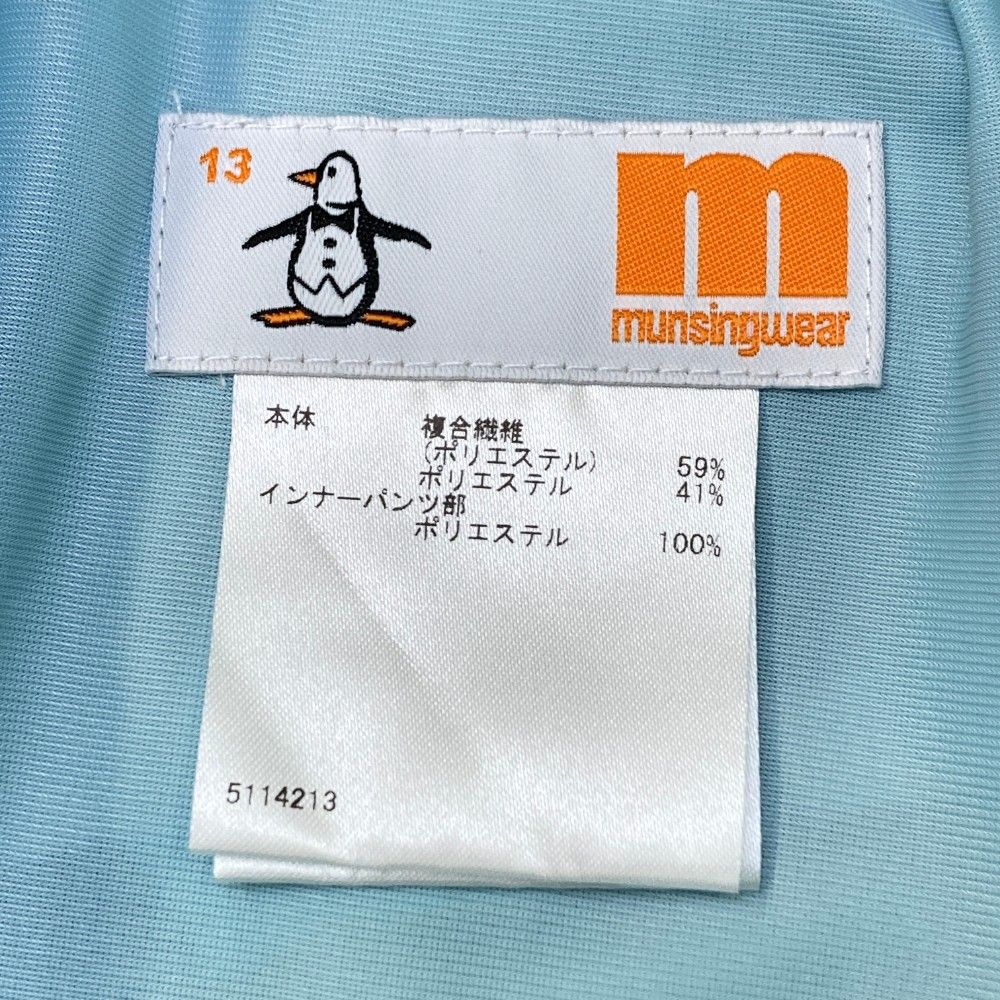 13
m
munsingwear
本体 複合繊維
(ポリエステル) 59%
ポリエステル 41%
インナーパンツ部
ポリエステル 100%
5114213